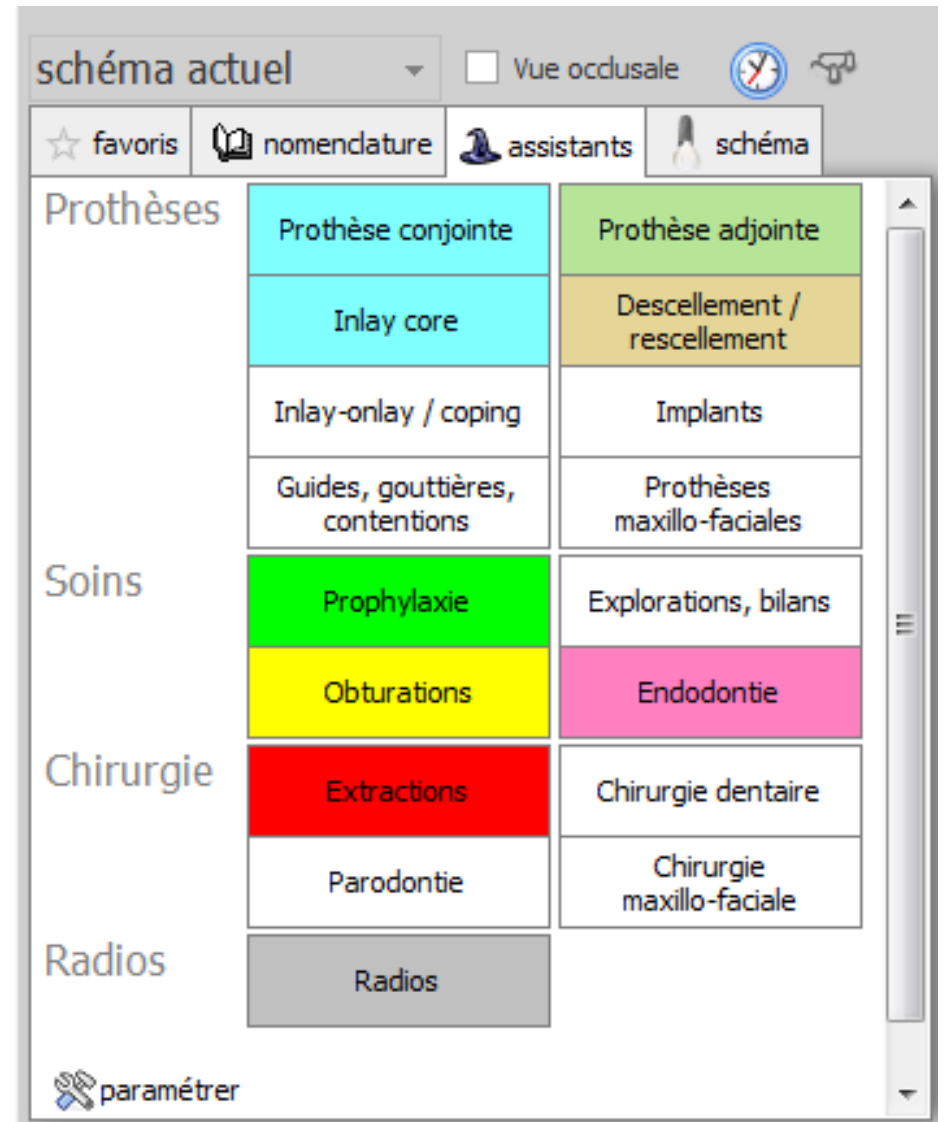 schéma actuel
Vue occlusale
favoris
nomenclature
assistants
schéma
Prothèses
Prothèse conjointe
Prothèse adjointe
Inlay core
Descellement /
rescellement
Inlay-onlay / coping
Implants
Guides, gouttières,
contentions
Prothèses
maxillo-faciales
Soins
Prophylaxie
Explorations, bilans
Obturations
Endodontie
Chirurgie
Extractions
Chirurgie dentaire
Parodontie
Chirurgie
maxillo-faciale
Radios
Radios
paramétrer